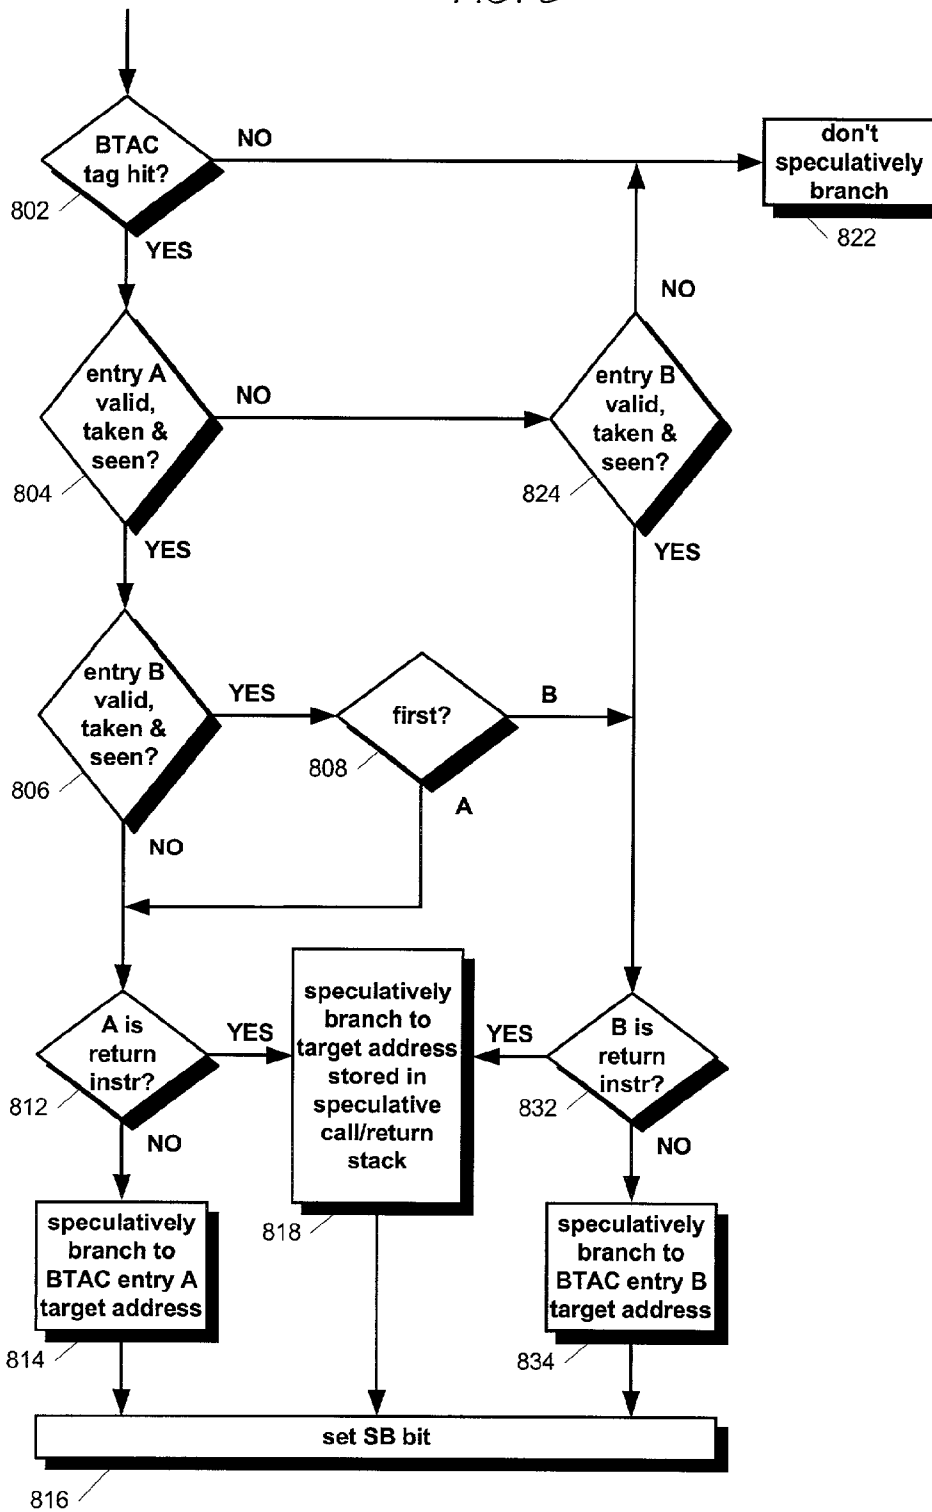 BTAC
tag hit?
NO
802
YES
don't
speculatively
branch
822
entry A
valid,
taken &
seen?
NO
804
YES
NO
entry B
valid,
taken &
seen?
824
YES
entry B
valid,
taken &
seen?
YES
806
NO
first?
B
808
A
A is
return
instr?
YES
812
NO
speculatively
branch to
target address
stored in
speculative
call/return
stack
818
YES
B is
return
instr?
832
NO
speculatively
branch to
BTAC entry A
target address
814
speculatively
branch to
BTAC entry B
target address
834
set SB bit
816